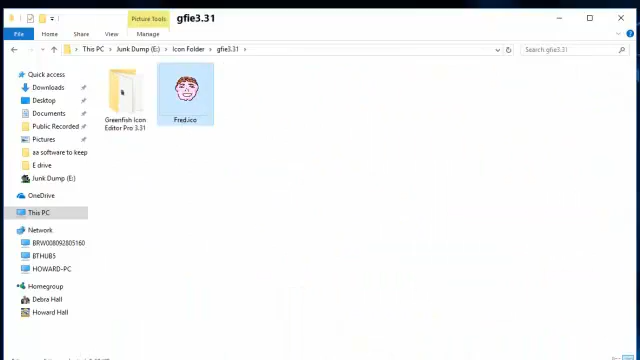 Picture Tools
gfie3.31
File
Home
Share
View
Manage
This PC
Junk Dump (E:)
Icon Folder
gfie3.31
Search gfie3.31
Quick access
Downloads
Desktop
Documents
Public Recorded
Pictures
aa software to keep
E drive
Junk Dump (E:)
OneDrive
This PC
Network
BRW008092805160
BTHUB5
HOWARD-PC
Homegroup
Debra Hall
Howard Hall
Greenfish Icon
Editor Pro 3.31
Fred.ico